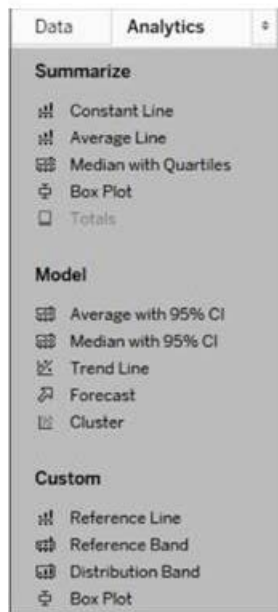 Data Analytics
Summarize
Constant Line
Average Line
Median with Quartiles
Box Plot
Totals
Model
Average with 95% CI
Median with 95% CI
Trend Line
Forecast
Cluster
Custom
Reference Line
Reference Band
Distribution Band
Box Plot